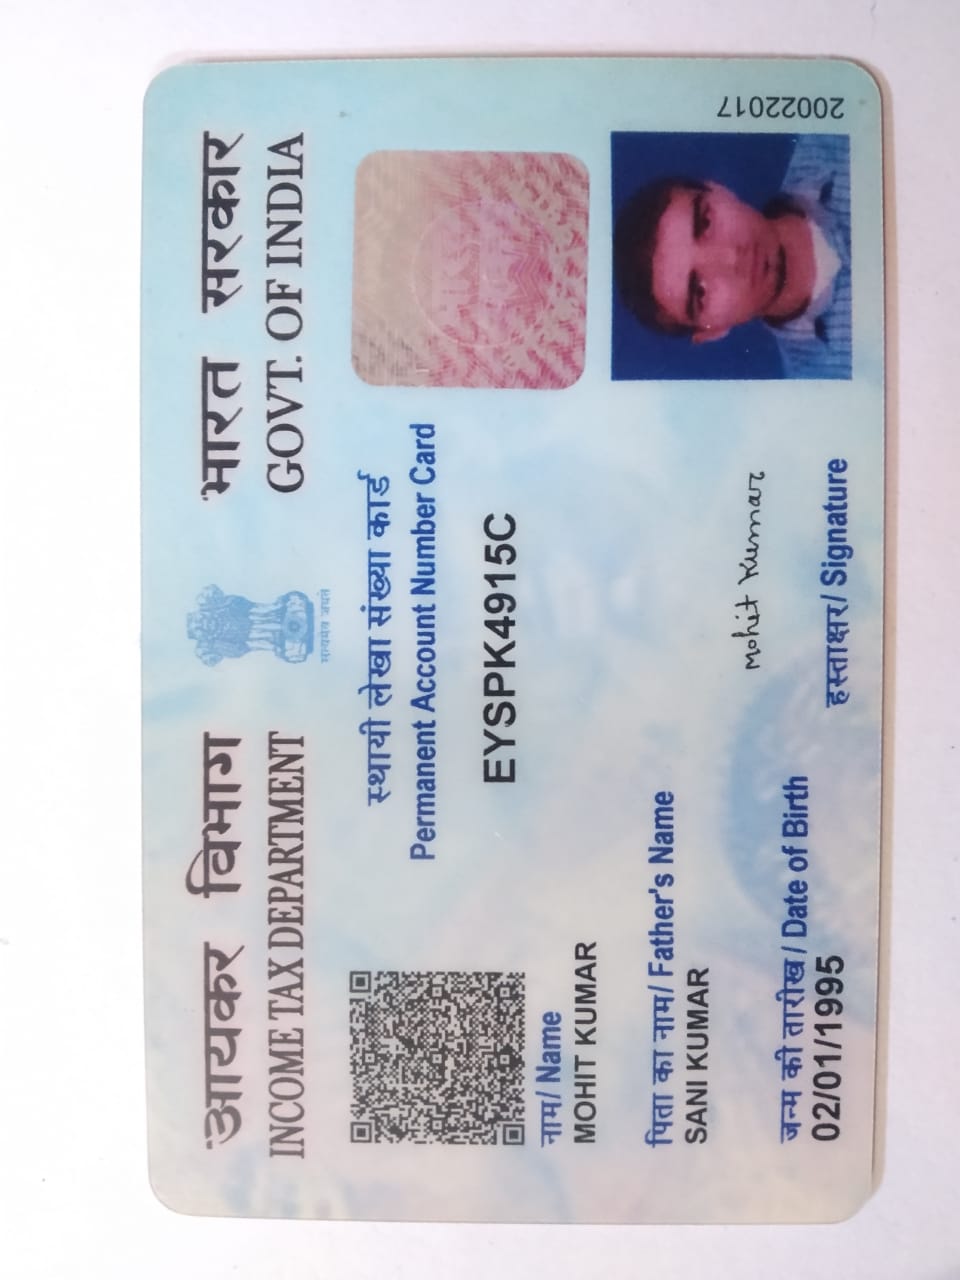 आयकर विभाग
INCOME TAX DEPARTMENT
सत्यमेव जयते
भारत सरकार
GOVT. OF INDIA
स्थायी लेखा संख्या कार्ड
Permanent Account Number Card
EYSPK4915C
नाम/ Name
MOHIT KUMAR
पिता का नाम/ Father's Name
SANI KUMAR
जन्म की तारीख / Date of Birth
02/01/1995
Mohit Kumar
हस्ताक्षर/ Signature
20022017